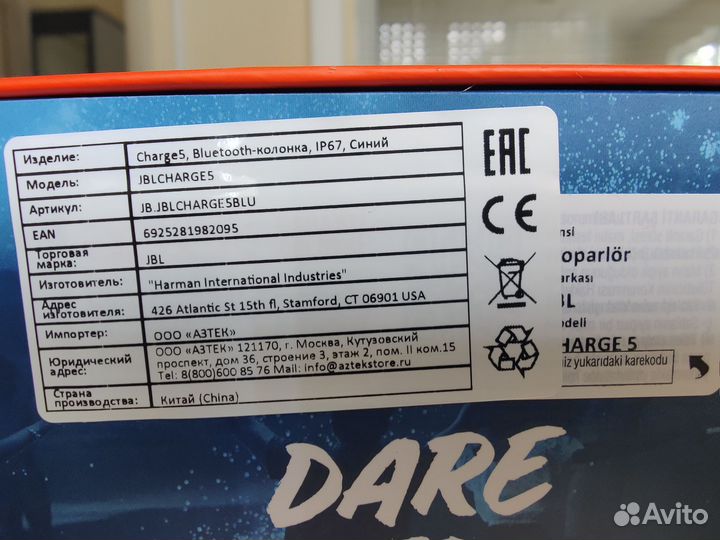 Изделие: Charge5, Bluetooth-колонка, IP67, Синий
Модель: JBLCHARGE5
Артикул: JB.JBLCHARGE5BLU
EAN 6925281982095
Торговая
марка: JBL
Изготовитель: "Harman International Industries"
Адрес
изготовителя: 426 Atlantic St 15th fl, Stamford, CT 06901 USA
Импортер: ООО «АЗТЕК»
Юридический
адрес:
ООО «АЗТЕК» 121170, г. Москва, Кутузовский
проспект, дом 36, строение 3, этаж 2, пом. II ком.15
Tel: 8(800)600 85 76 Mail: info@aztekstore.ru
Страна
производства: Китай (China)
EAC
CE
nsi
oparlör
arkası
BL
odeli
CHARGE 5
iz yukarıdaki karekodu
DARE
Avito